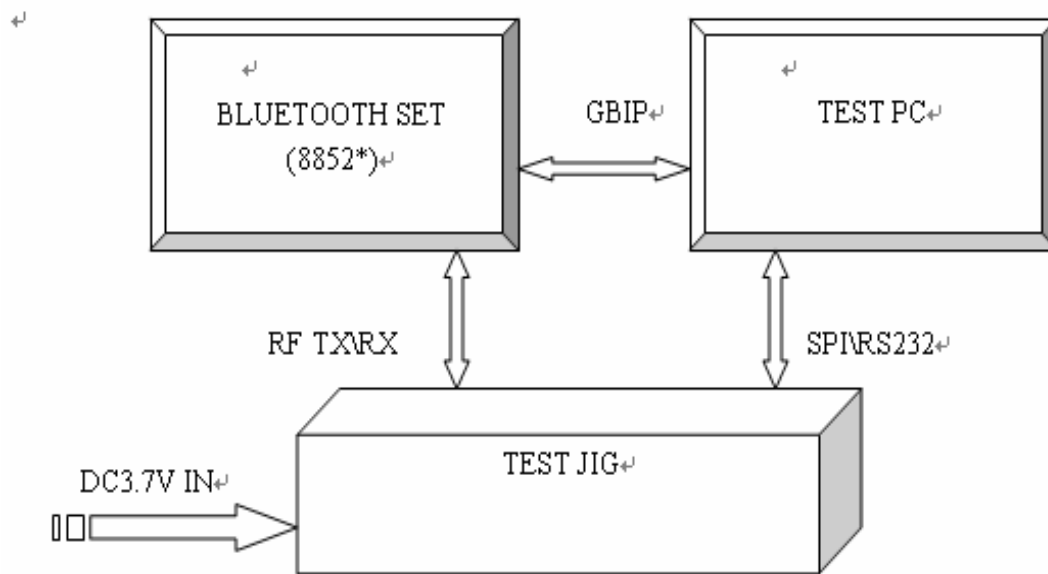 BLUETOOTH SET
(8852*)
GBIP
TEST PC
RF TX\RX
SPI\RS232
TEST JIG
DC3.7V IN